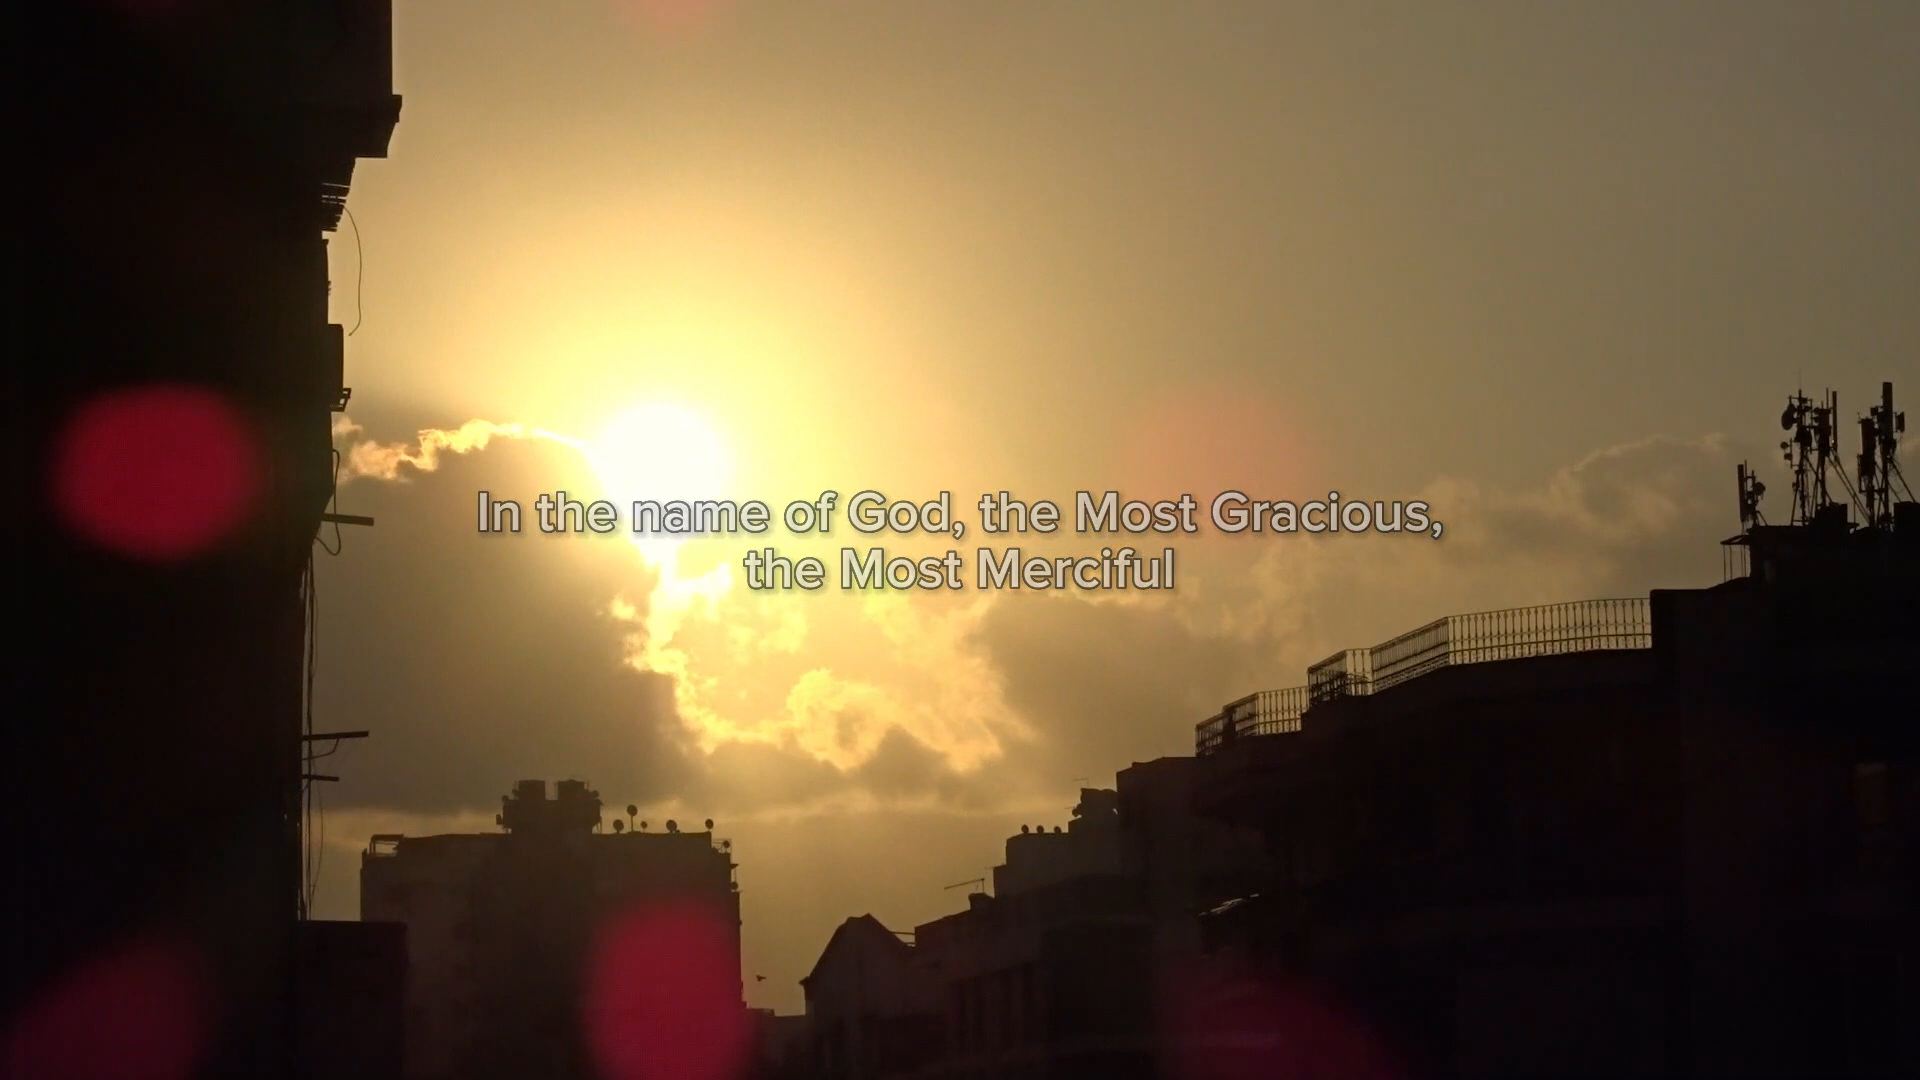 In the name of God, the Most Gracious,
the Most Merciful